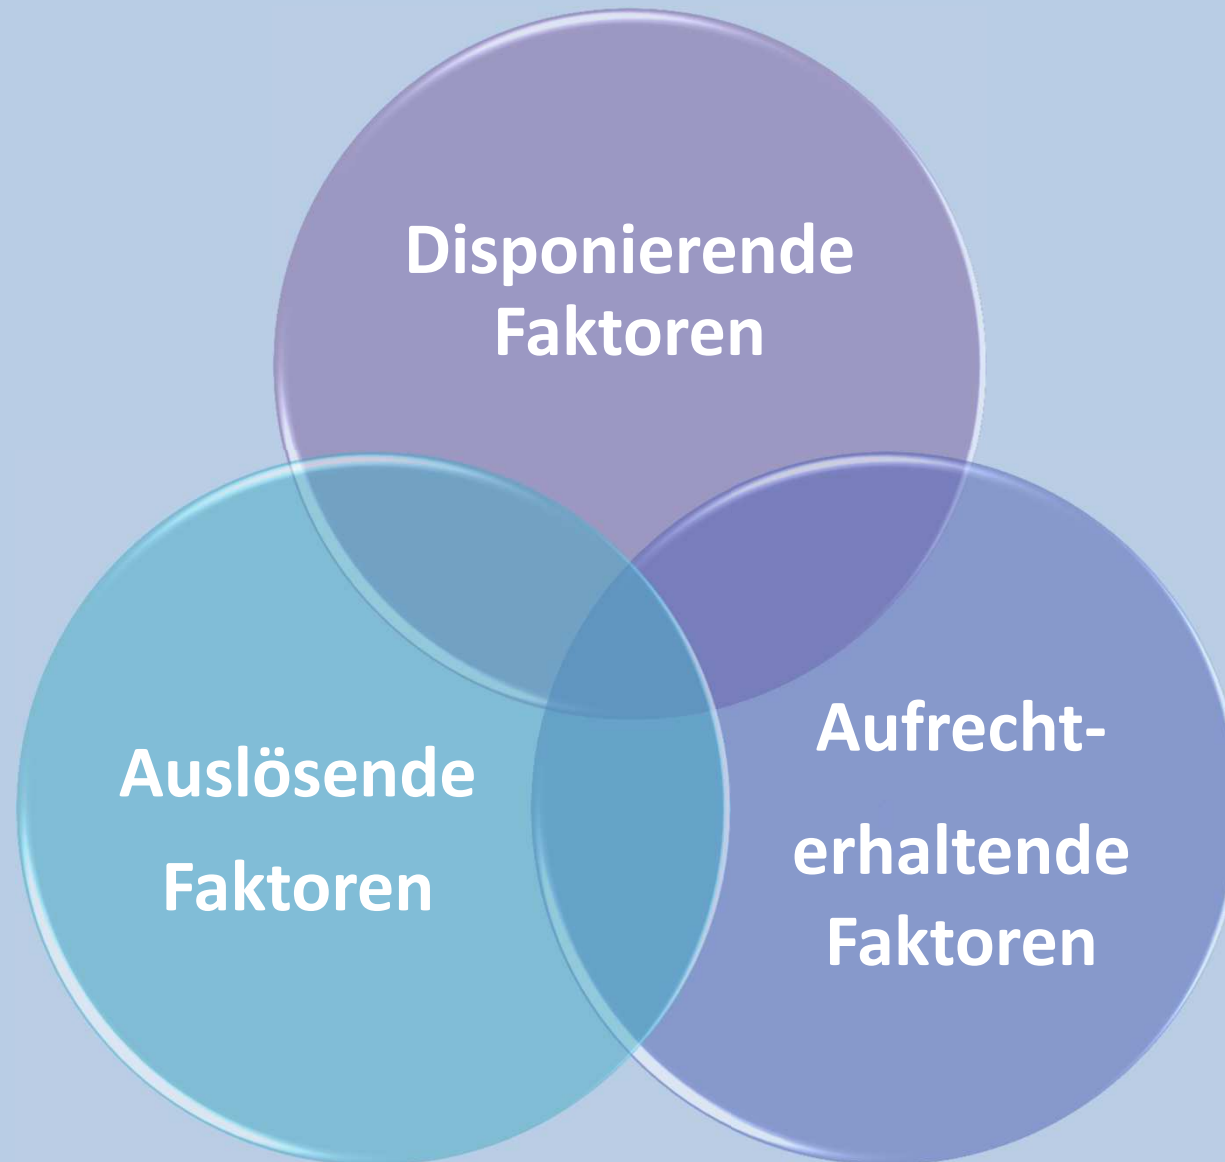 Disponierende
Faktoren
Auslösende
Faktoren
Aufrecht-
erhaltende
Faktoren